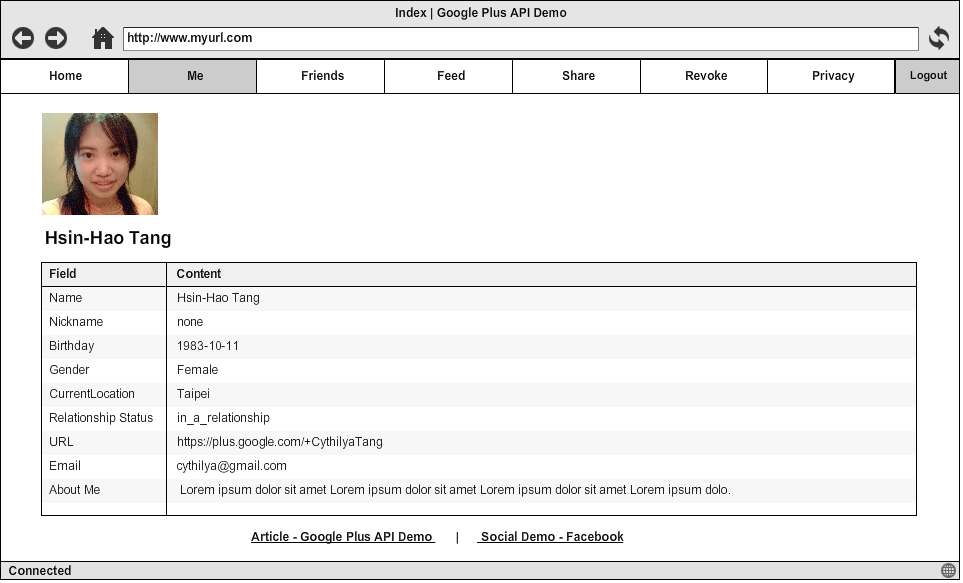 Index | Google Plus API Demo
http://www.myurl.com
Home Me Friends Feed Share Revoke Privacy Logout
Hsin-Hao Tang
Field Content
Name Hsin-Hao Tang
Nickname none
Birthday 1983-10-11
Gender Female
CurrentLocation Taipei
Relationship Status in_a_relationship
URL https://plus.google.com/+CythilyaTang
Email cythilya@gmail.com
About Me Lorem ipsum dolor sit amet Lorem ipsum dolor sit amet Lorem ipsum dolor sit amet Lorem ipsum dolo.
Article - Google Plus API Demo | Social Demo - Facebook
Connected